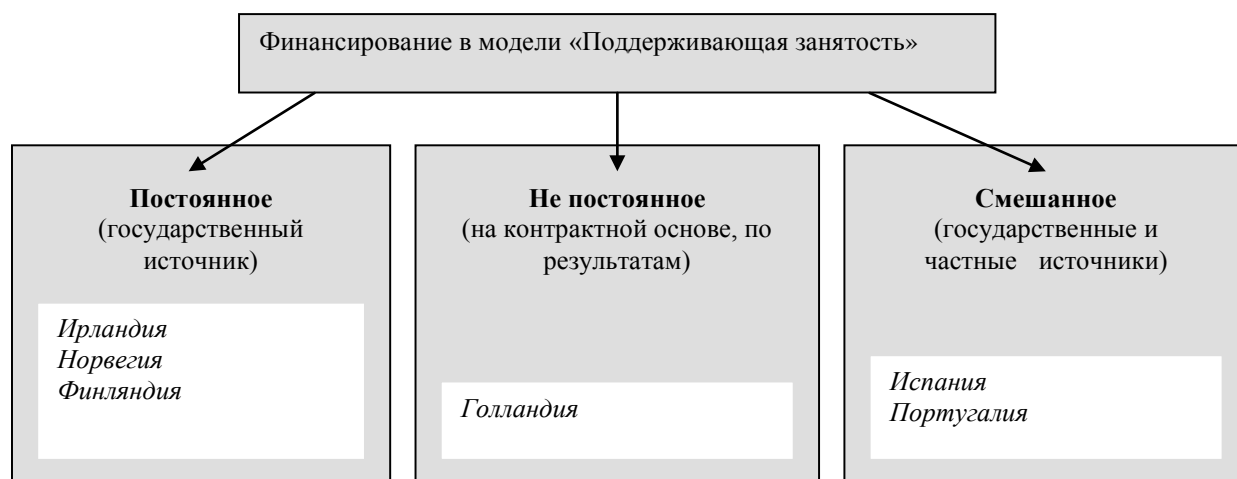 Финансирование в модели «Поддерживающая занятость»
Постоянное
(государственный
источник)
Ирландия
Норвегия
Финляндия
Не постоянное
(на контрактной основе, по
результатам)
Голландия
Смешанное
(государственные и
частные источники)
Испания
Португалия